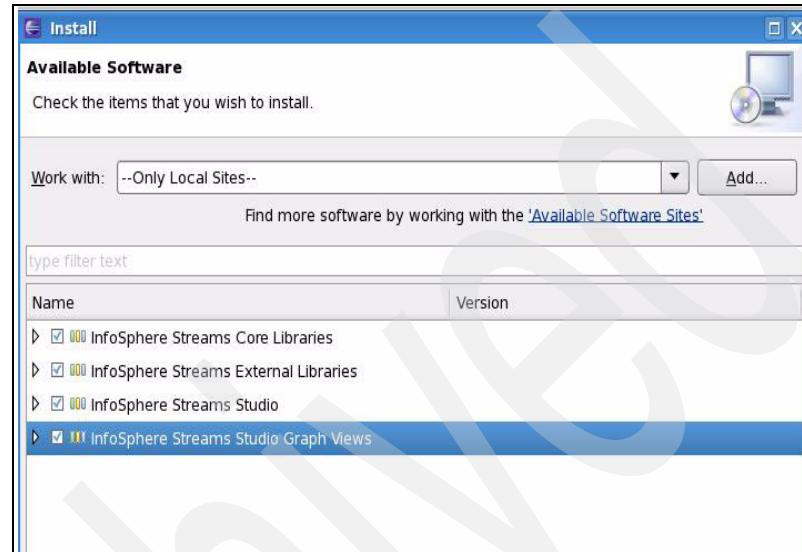 Install
Available Software
Check the items that you wish to install.
Work with: --Only Local Sites-- Add...
Find more software by working with the 'Available Software Sites'
type filter text
Name Version
InfoSphere Streams Core Libraries
InfoSphere Streams External Libraries
InfoSphere Streams Studio
InfoSphere Streams Studio Graph Views